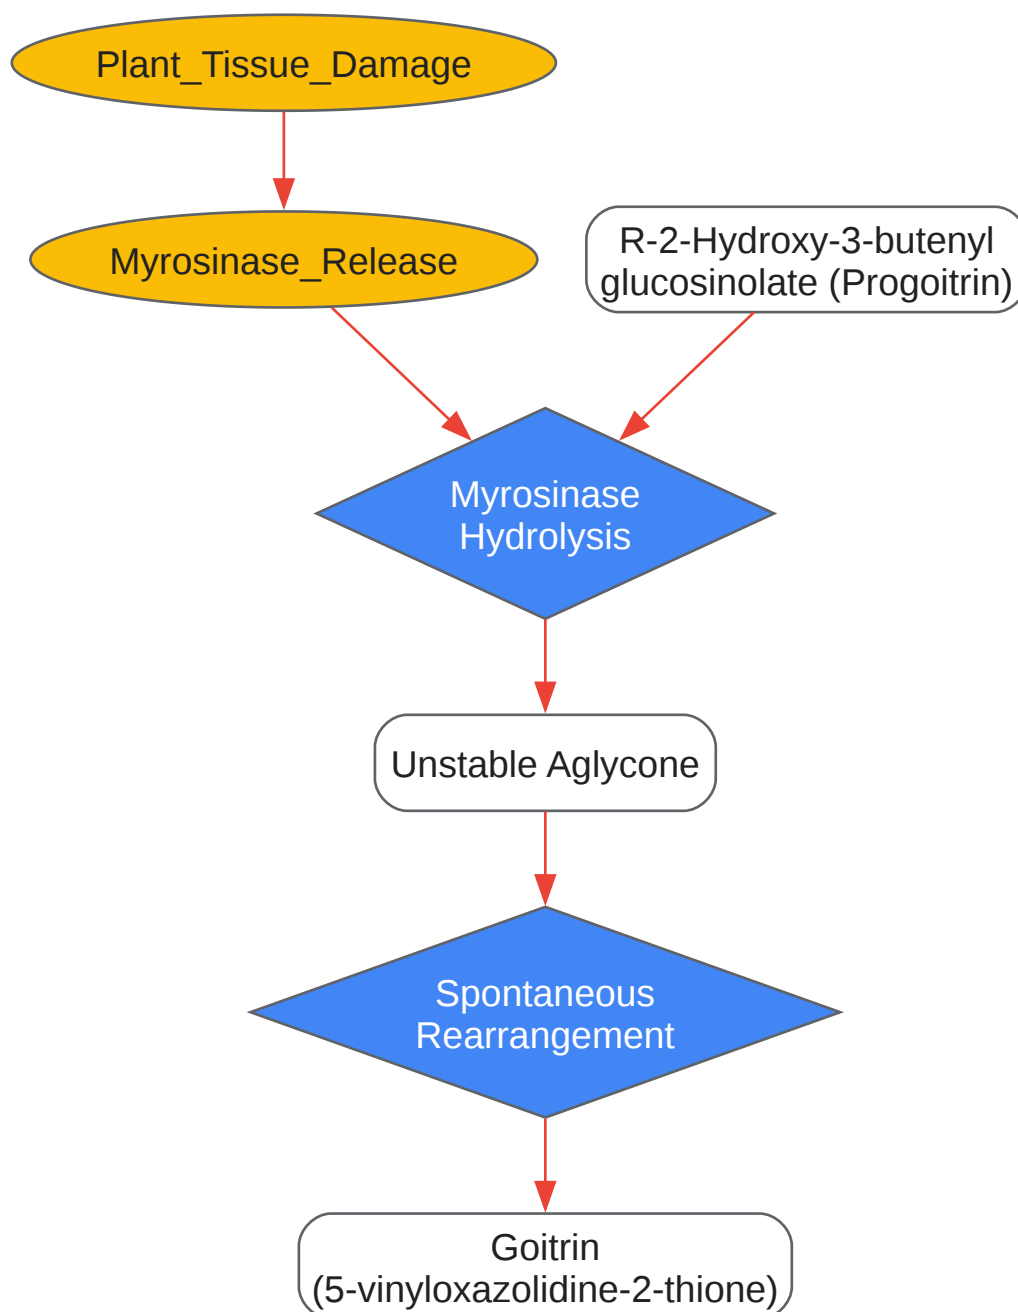 Plant_Tissue_Damage
Myrosinase_Release
R-2-Hydroxy-3-butenyl
glucosinolate (Progoitrin)
Myrosinase
Hydrolysis
Unstable Aglycone
Spontaneous
Rearrangement
Goitrin
(5-vinyloxazolidine-2-thione)